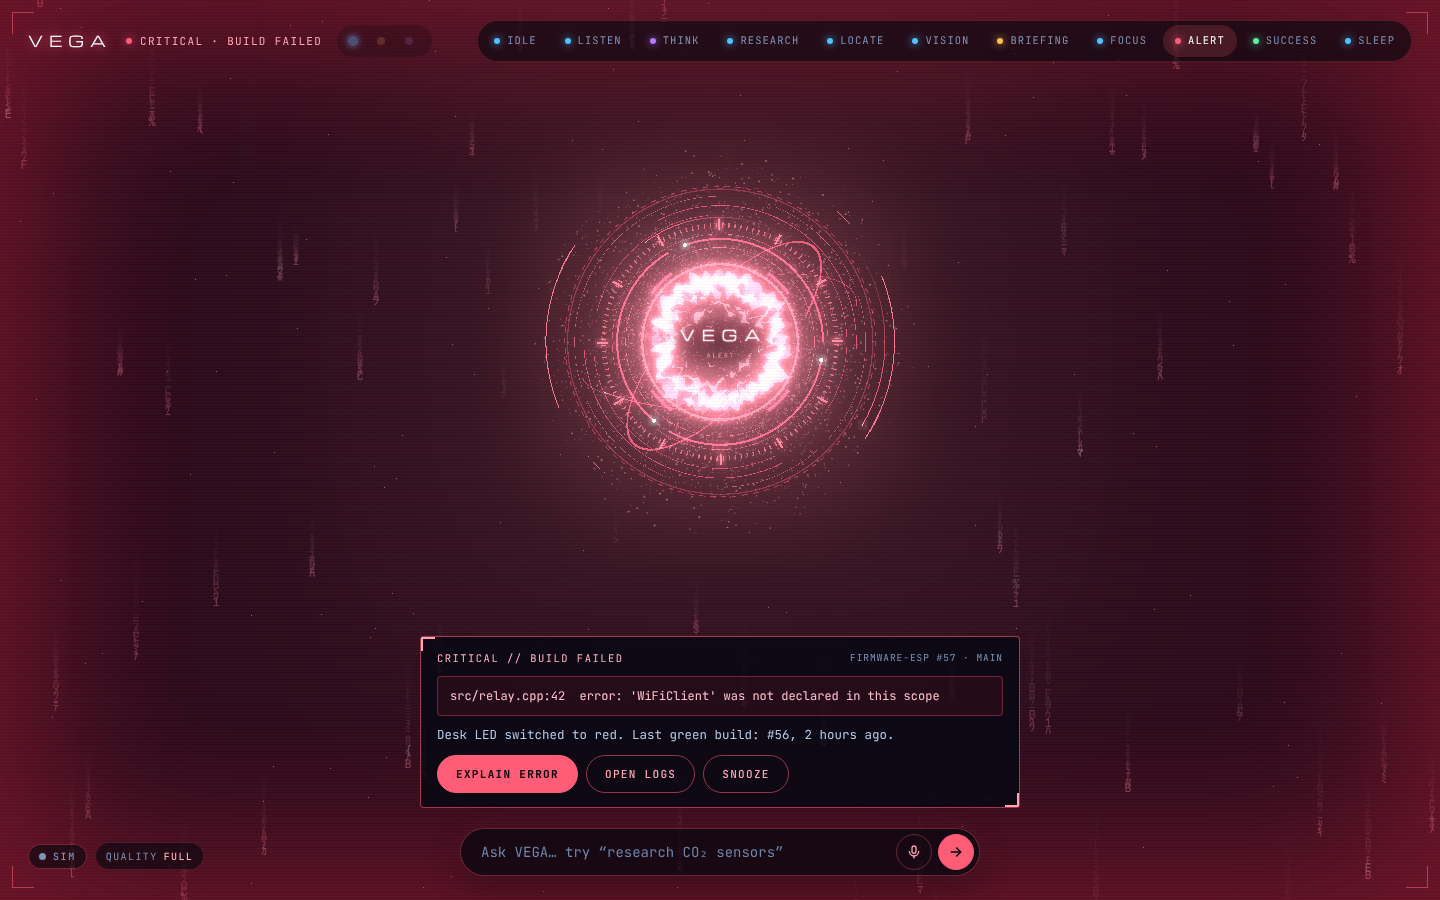 VEGA
CRITICAL · BUILD FAILED
IDLE LISTEN THINK RESEARCH LOCATE VISION BRIEFING FOCUS ALERT SUCCESS SLEEP
VEGA
ALERT
CRITICAL // BUILD FAILED
FIRMWARE-ESP #57 · MAIN
src/relay.cpp:42 error: 'WiFiClient' was not declared in this scope
Desk LED switched to red. Last green build: #56, 2 hours ago.
EXPLAIN ERROR OPEN LOGS SNOOZE
SIM QUALITY FULL
Ask VEGA… try “research CO₂ sensors”